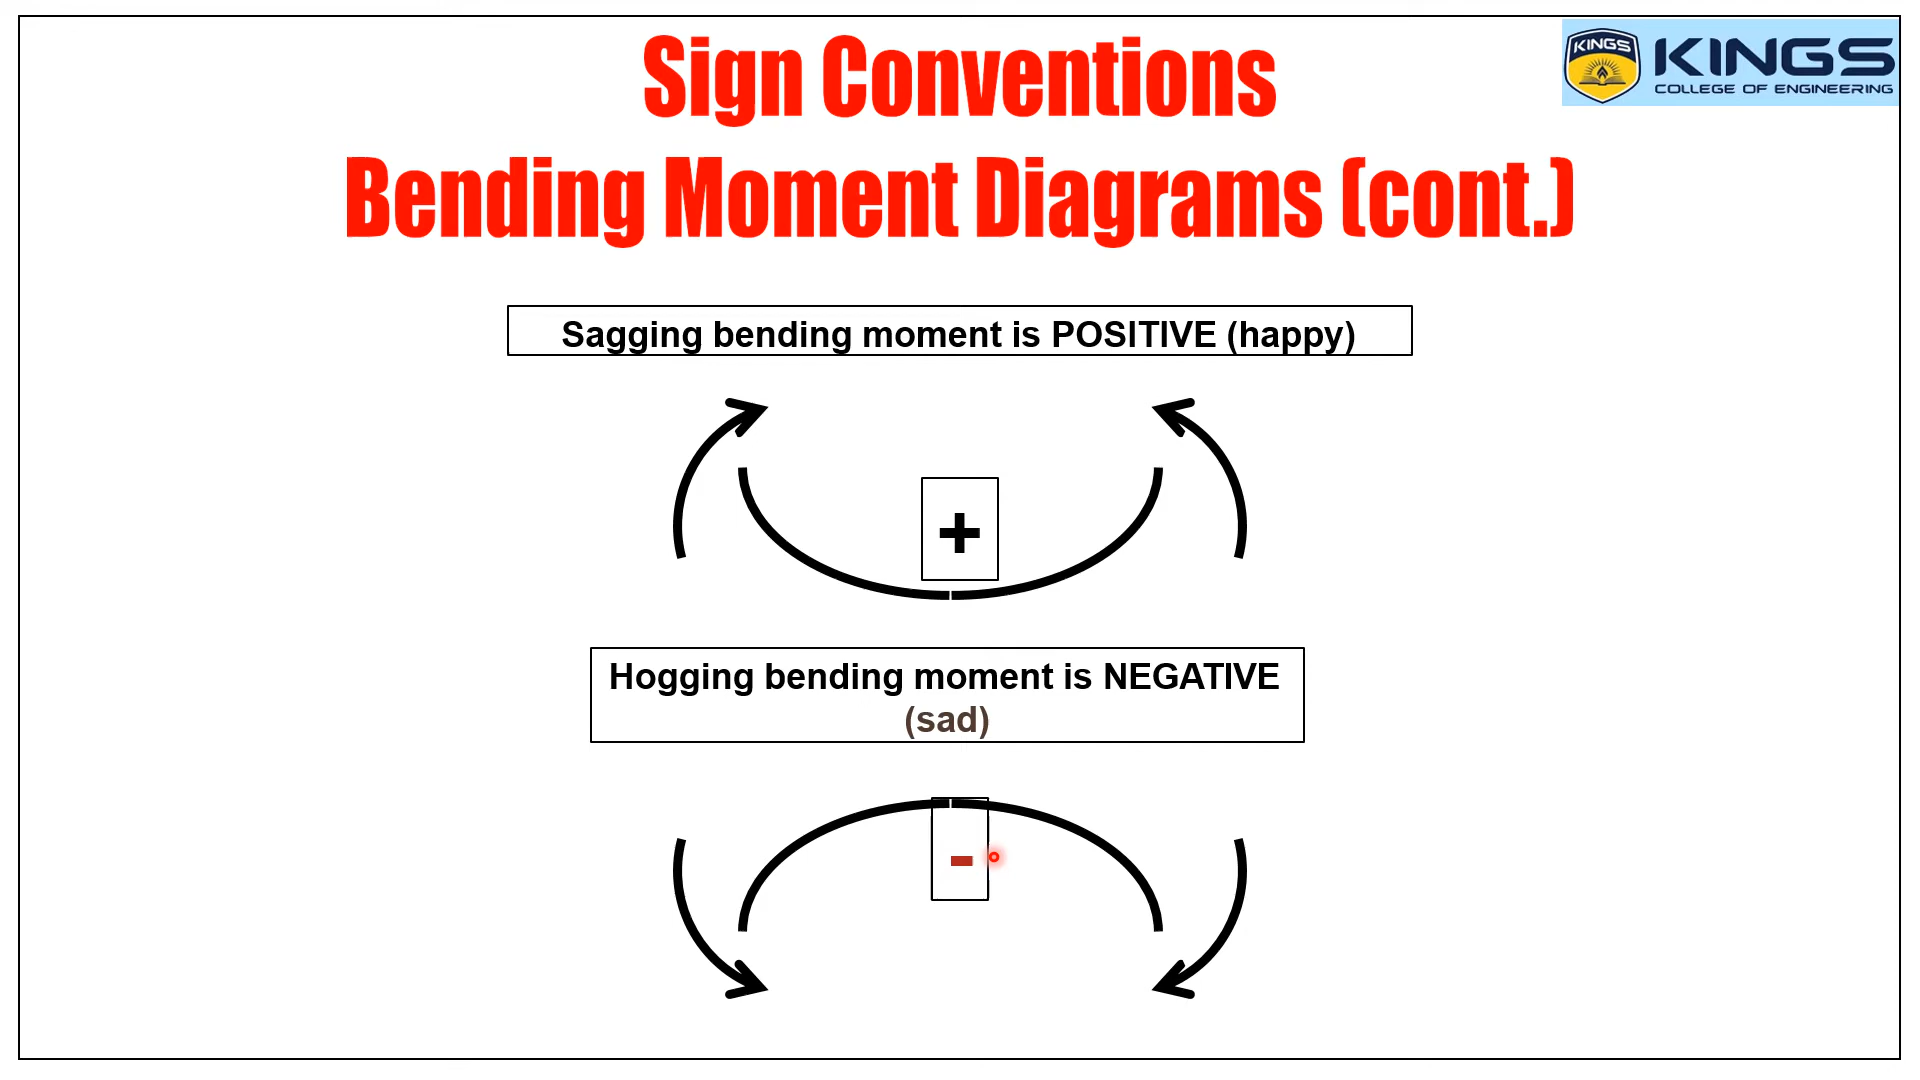 Sign Conventions
KINGS
KINGS
COLLEGE OF ENGINEERING
Bending Moment Diagrams (cont.)
Sagging bending moment is POSITIVE (happy)
+
Hogging bending moment is NEGATIVE
(sad)
-